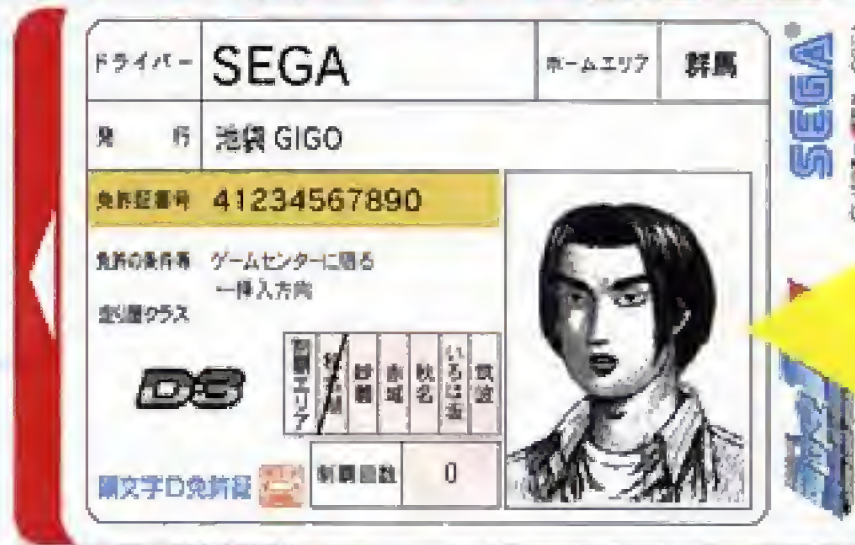 ドライバー SEGA ホームエリア 群馬
発行 池袋 GIGO
免許証番号 41234567890
免許の条件等 ゲームセンターに限る
←挿入方向
走り屋クラス
D3
制覇エリア
妙義
赤城
秋名
いろは坂
筑波
頭文字D免許証
制覇回数 0
SEGA